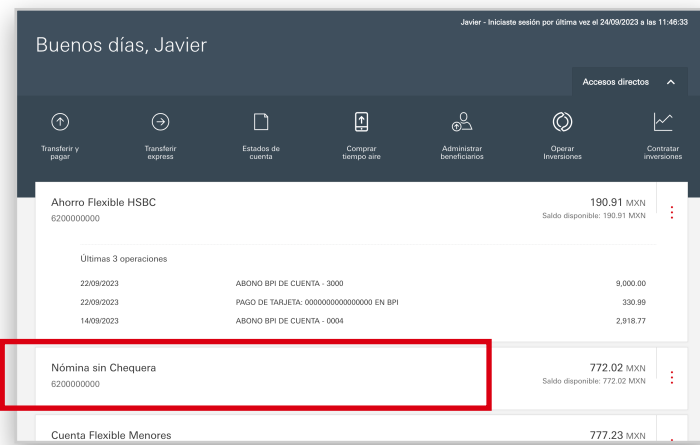 Javier - Iniciaste sesión por última vez el 24/09/2023 a las 11:46:33
Buenos días, Javier
Accesos directos
Transferir y
pagar
Transferir
express
Estados de
cuenta
Comprar
tiempo aire
Administrar
beneficiarios
Operar
Inversiones
Contratar
inversiones
Ahorro Flexible HSBC
190.91 MXN
6200000000
Saldo disponible: 190.91 MXN
Últimas 3 operaciones
22/09/2023 ABONO BPI DE CUENTA - 3000 9,000.00
22/09/2023 PAGO DE TARJETA: 0000000000000000 EN BPI 330.99
14/09/2023 ABONO BPI DE CUENTA - 0004 2,918.77
Nómina sin Chequera
772.02 MXN
6200000000
Saldo disponible: 772.02 MXN
Cuenta Flexible Menores
777.23 MXN